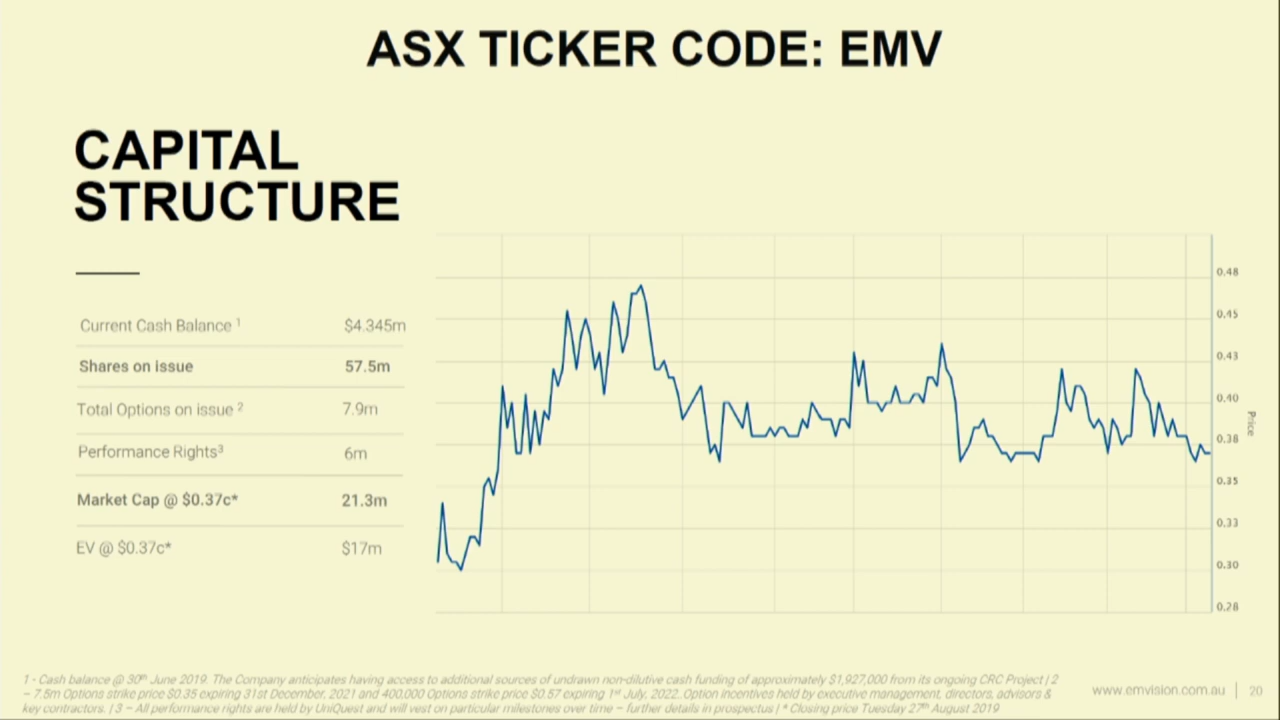 ASX TICKER CODE: EMV
CAPITAL
STRUCTURE
Current Cash Balance ¹ $4.345m
Shares on issue 57.5m
Total Options on issue ² 7.9m
Performance Rights³ 6m
Market Cap @ $0.37c* 21.3m
EV @ $0.37c* $17m
0.48
0.45
0.43
0.40
0.38
0.35
0.33
0.30
0.28
Price
1 - Cash balance @ 30th June 2019. The Company anticipates having access to additional sources of undrawn non-dilutive cash funding of approximately $1,927,000 from its ongoing CRC Project | 2
– 7.5m Options strike price $0.35 expiring 31st December, 2021 and 400,000 Options strike price $0.57 expiring 1st July, 2022. Option incentives held by executive management, directors, advisors &
key contractors. | 3 – All performance rights are held by UniQuest and will vest on particular milestones over time – further details in prospectus | * Closing price Tuesday 27th August 2019
www.emvision.com.au | 20